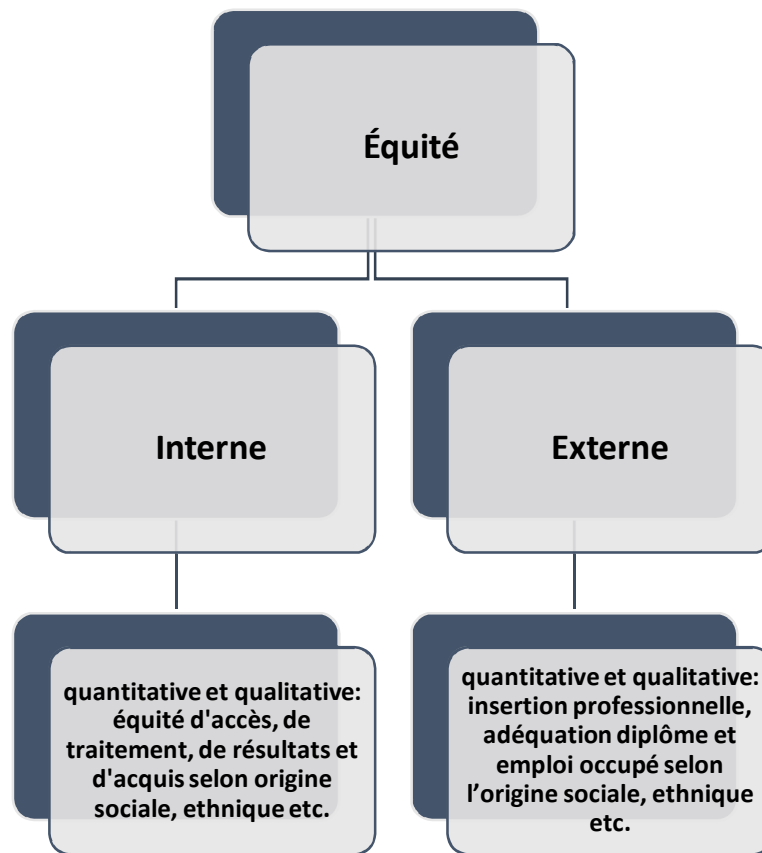 Équité
Interne
Externe
quantitative et qualitative:
équité d'accès, de
traitement, de résultats et
d'acquis selon origine
sociale, ethnique etc.
quantitative et qualitative:
insertion professionnelle,
adéquation diplôme et
emploi occupé selon
l’origine sociale, ethnique
etc.